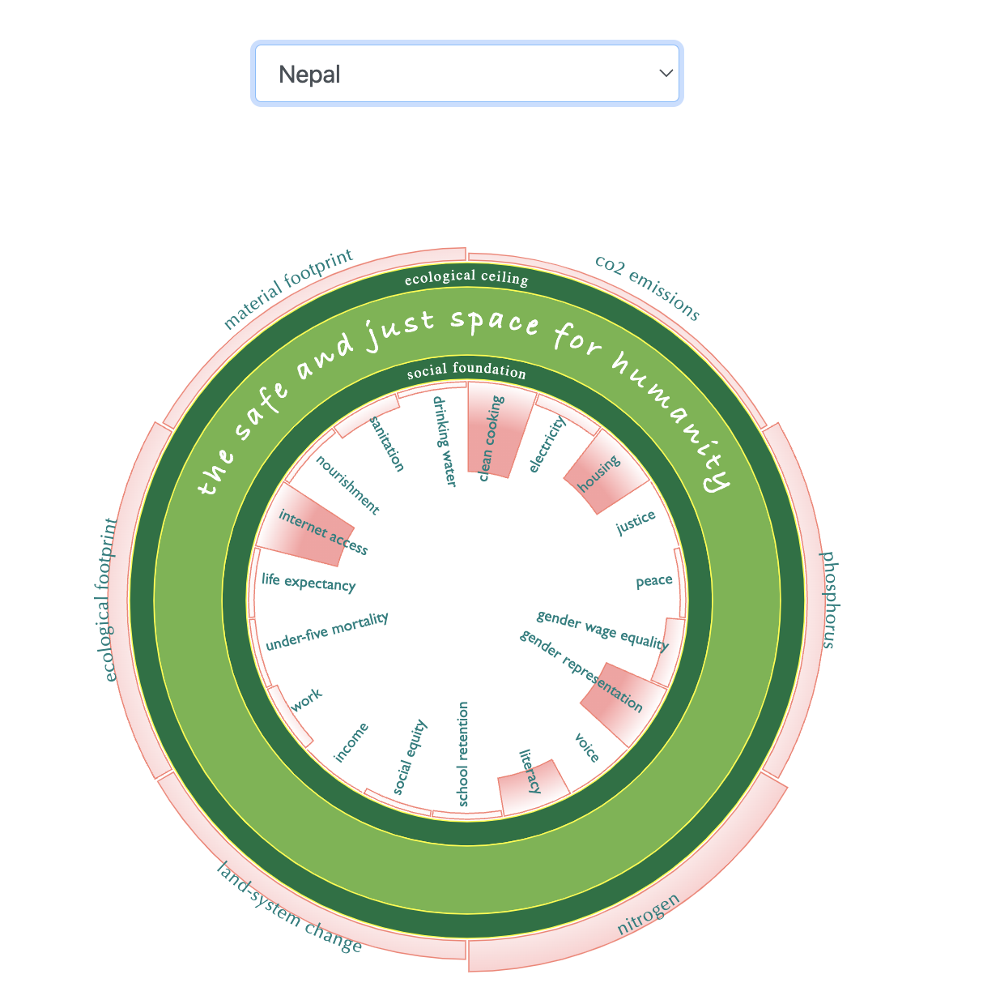 Nepal
material footprint
co2 emissions
ecological ceiling
the safe and just space for humanity
social foundation
drinking water
clean cooking
sanitation
electricity
nourishment
housing
internet access
justice
life expectancy
peace
under-five mortality
gender wage equality
gender representation
work
income
social equity
school retention
literacy
voice
ecological footprint
phosphorus
land-system change
nitrogen